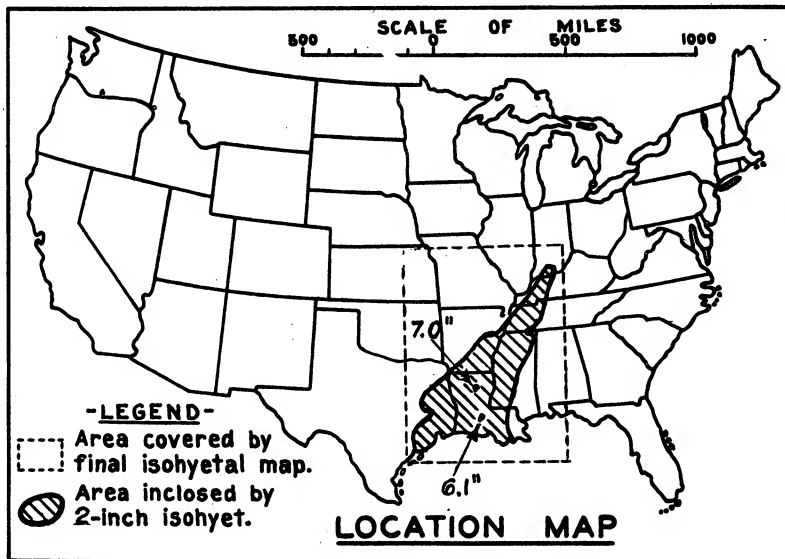 SCALE OF MILES
500 0 500 1000
7.0"
-LEGEND-
Area covered by
final isohyetal map.
Area inclosed by
2-inch isohyet.
6.1"
LOCATION MAP